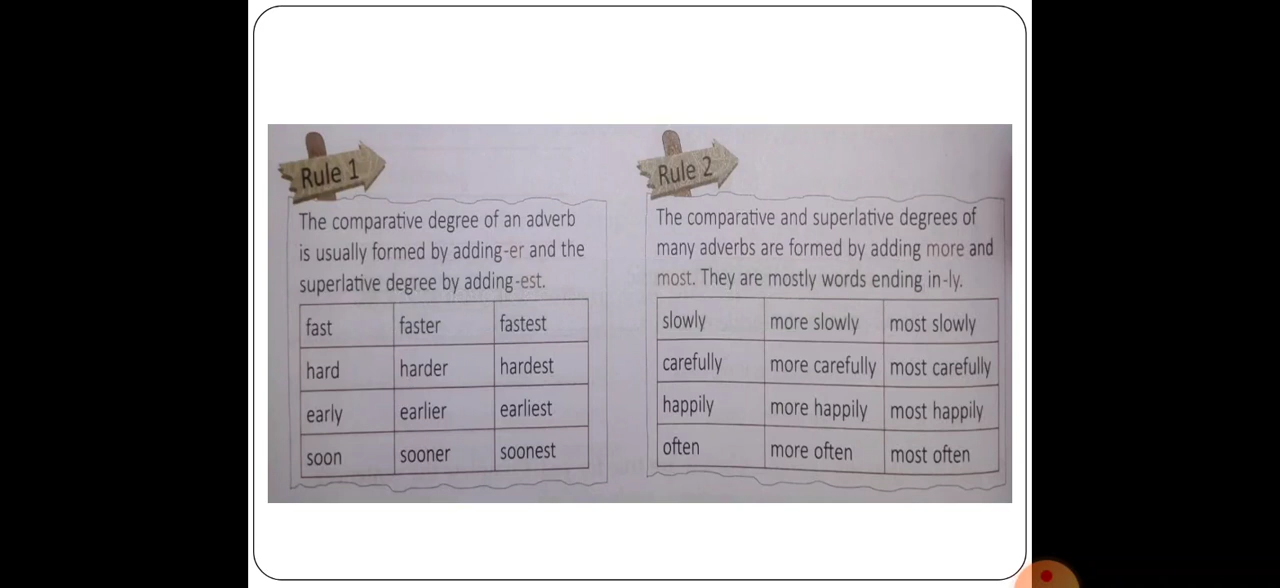 Rule 1
The comparative degree of an adverb
is usually formed by adding-er and the
superlative degree by adding-est.
fast faster fastest
hard harder hardest
early earlier earliest
soon sooner soonest
Rule 2
The comparative and superlative degrees of
many adverbs are formed by adding more and
most. They are mostly words ending in-ly.
slowly more slowly most slowly
carefully more carefully most carefully
happily more happily most happily
often more often most often